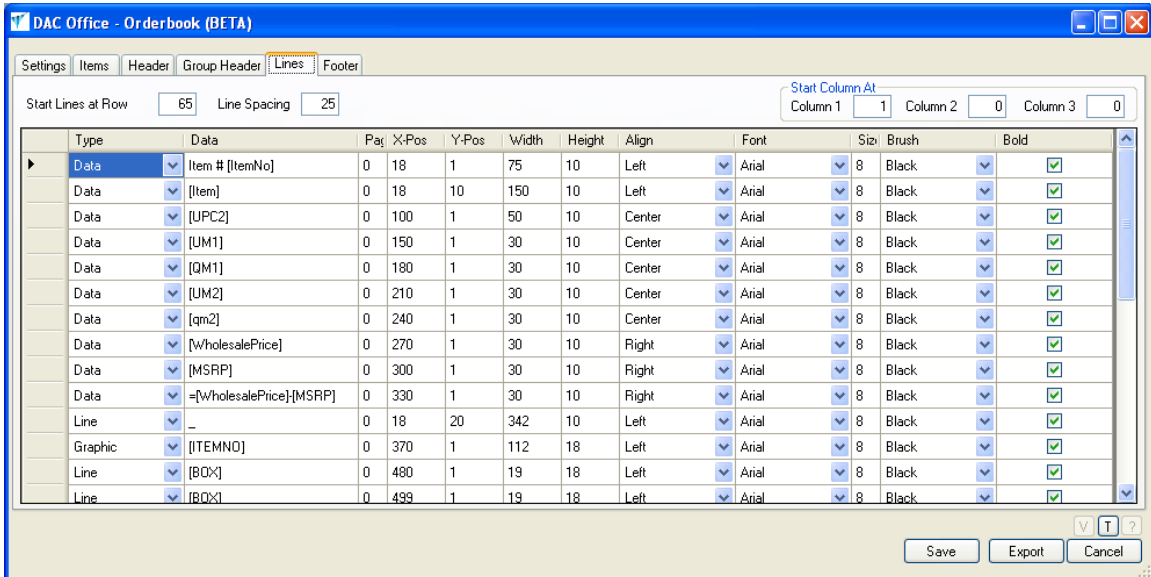 DAC Office - Orderbook (BETA)
Settings Items Header Group Header Lines Footer
Start Column At
Start Lines at Row 65 Line Spacing 25 Column 1 1 Column 2 0 Column 3 0
Type Data Pag X-Pos Y-Pos Width Height Align Font Size Brush Bold
Data Item # [ItemNo] 0 18 1 75 10 Left Arial 8 Black
Data [Item] 0 18 10 150 10 Left Arial 8 Black
Data [UPC2] 0 100 1 50 10 Center Arial 8 Black
Data [UM1] 0 150 1 30 10 Center Arial 8 Black
Data [QM1] 0 180 1 30 10 Center Arial 8 Black
Data [UM2] 0 210 1 30 10 Center Arial 8 Black
Data [qm2] 0 240 1 30 10 Center Arial 8 Black
Data [WholesalePrice] 0 270 1 30 10 Right Arial 8 Black
Data [MSRP] 0 300 1 30 10 Right Arial 8 Black
Data =[WholesalePrice]-[MSRP] 0 330 1 30 10 Right Arial 8 Black
Line _ 0 18 20 342 10 Left Arial 8 Black
Graphic [ITEMNO] 0 370 1 112 18 Left Arial 8 Black
Line [BOX] 0 480 1 19 18 Left Arial 8 Black
Line [BOX] 0 499 1 19 18 Left Arial 8 Black
V T ?
Save Export Cancel